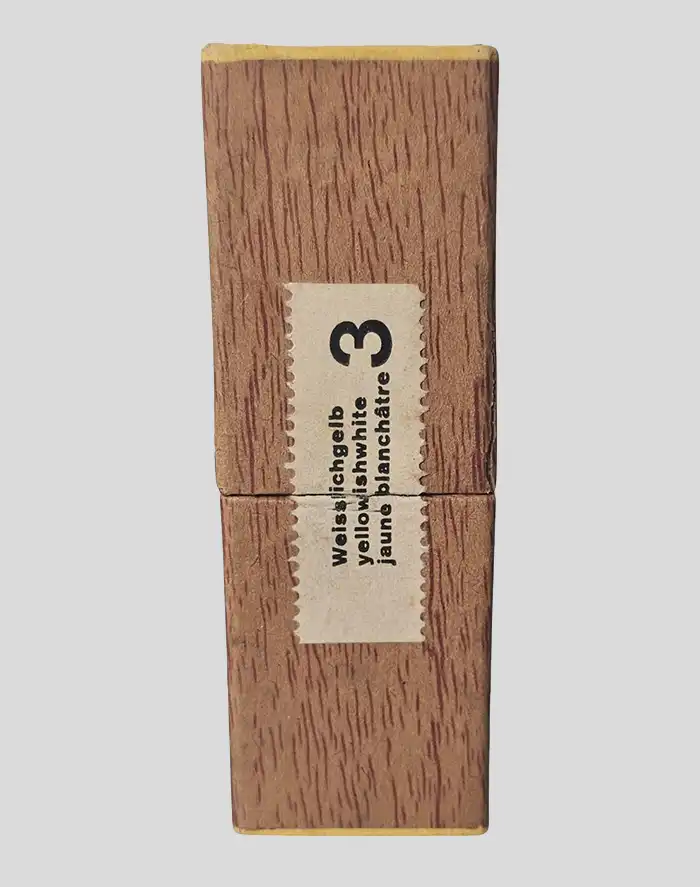 Weisslichgelb
yellowishwhite
jaune blanchâtre
3